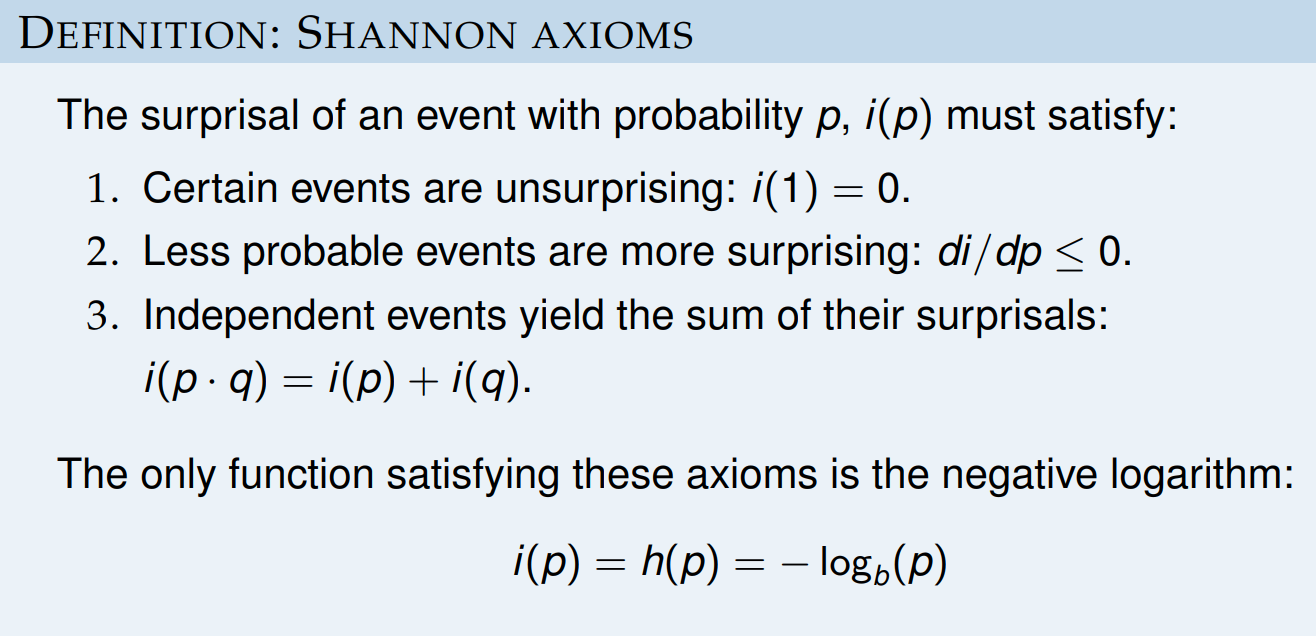 DEFINITION: SHANNON AXIOMS
The surprisal of an event with probability p, i(p) must satisfy:
1. Certain events are unsurprising: i(1) = 0.
2. Less probable events are more surprising: di/dp ≤ 0.
3. Independent events yield the sum of their surprisals:
i(p · q) = i(p) + i(q).
The only function satisfying these axioms is the negative logarithm:
i(p) = h(p) = − log_b(p)